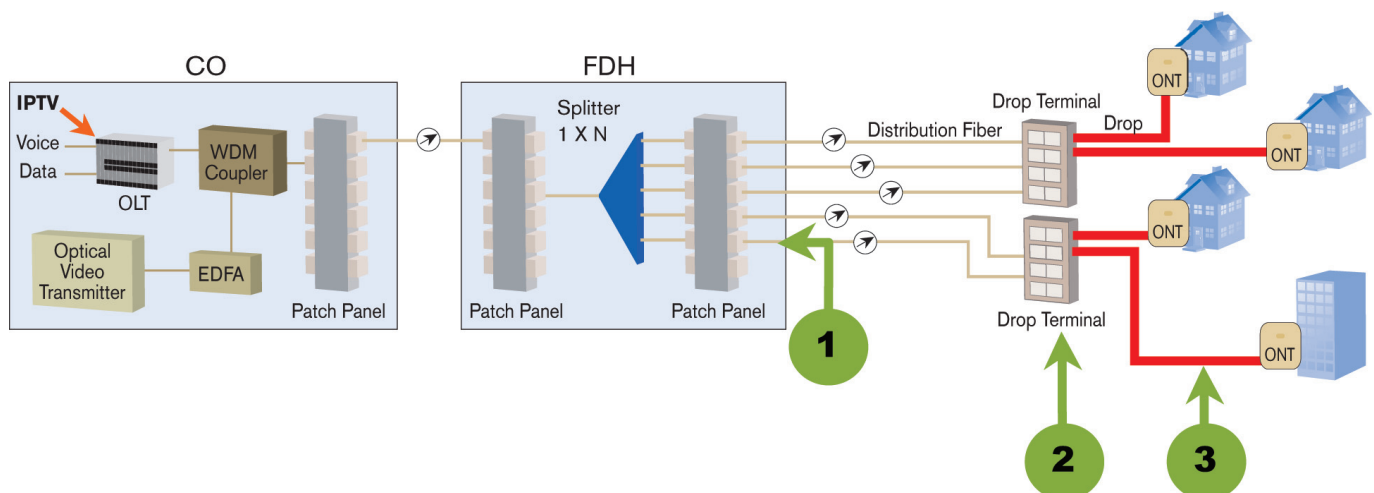 CO
IPTV
Voice
Data
OLT
WDM
Coupler
Optical
Video
Transmitter
EDFA
Patch Panel
FDH
Splitter
1 X N
Patch Panel
Patch Panel
Distribution Fiber
Drop Terminal
Drop
Drop Terminal
ONT
ONT
ONT
ONT
1
2
3